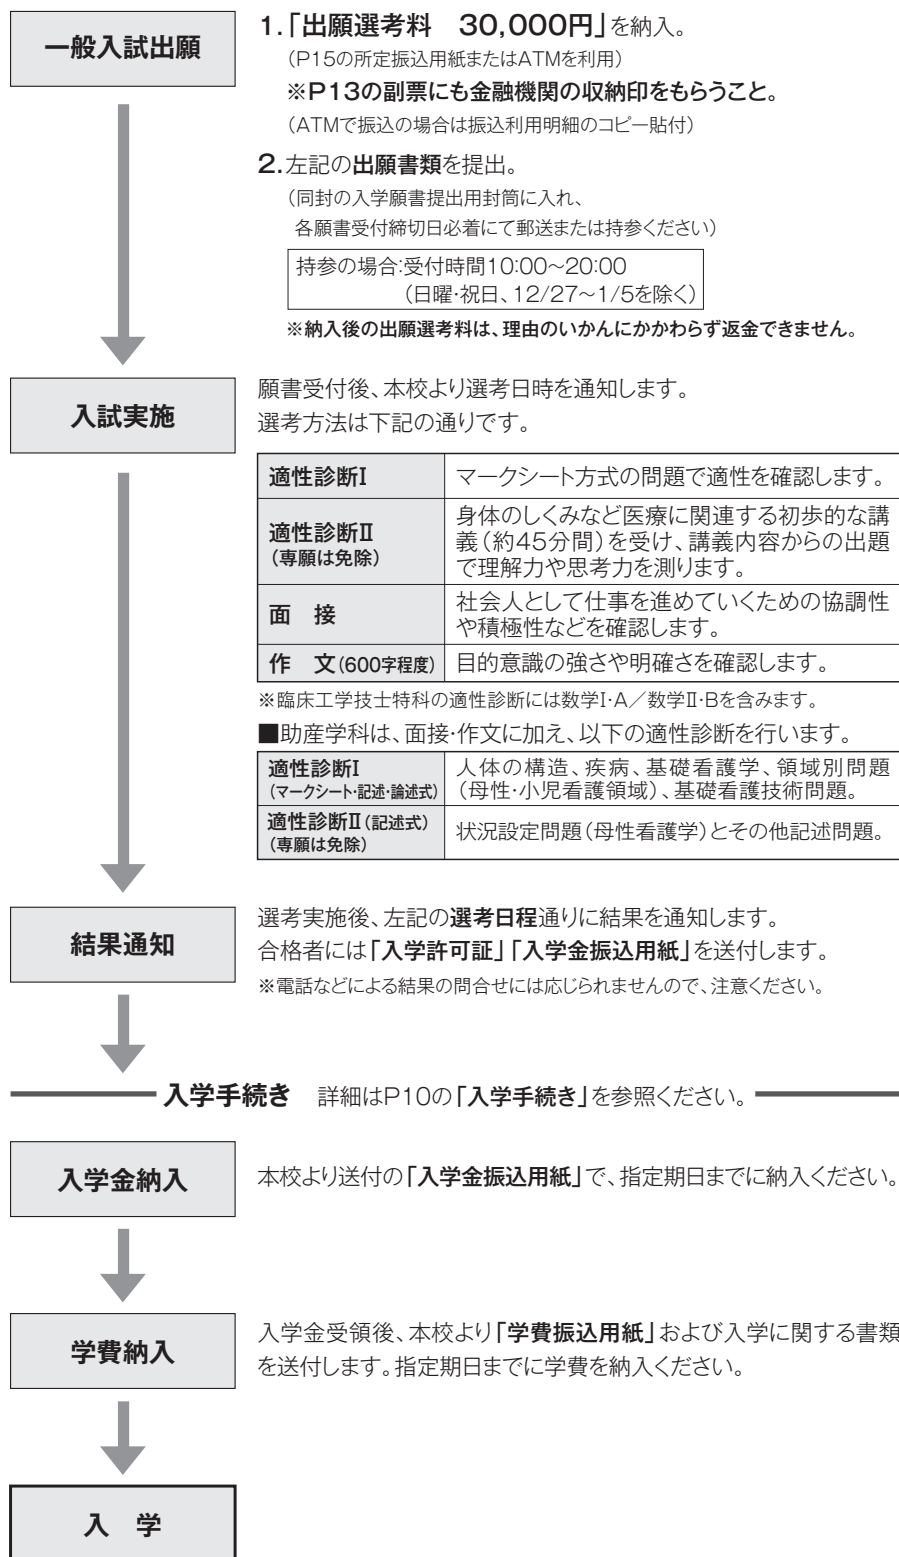 一般入試出願
1.「出願選考料　30,000円」を納入。
(P15の所定振込用紙またはATMを利用)
※P13の副票にも金融機関の収納印をもらうこと。
(ATMで振込の場合は振込利用明細のコピー貼付)
2.左記の出願書類を提出。
(同封の入学願書提出用封筒に入れ、
各願書受付締切日必着にて郵送または持参ください)
持参の場合:受付時間10:00~20:00
(日曜・祝日、12/27~1/5を除く)
※納入後の出願選考料は、理由のいかんにかかわらず返金できません。
入試実施
願書受付後、本校より選考日時を通知します。
選考方法は下記の通りです。
適性診断I
マークシート方式の問題で適性を確認します。
適性診断II
(専願は免除)
身体のしくみなど医療に関連する初歩的な講
義(約45分間)を受け、講義内容からの出題
で理解力や思考力を測ります。
面　接
社会人として仕事を進めていくための協調性
や積極性などを確認します。
作　文(600字程度)
目的意識の強さや明確さを確認します。
※臨床工学技士特科の適性診断には数学I・A/数学II・Bを含みます。
■助産学科は、面接・作文に加え、以下の適性診断を行います。
適性診断I
(マークシート・記述・論述式)
人体の構造、疾病、基礎看護学、領域別問題
(母性・小児看護領域)、基礎看護技術問題。
適性診断II(記述式)
(専願は免除)
状況設定問題(母性看護学)とその他記述問題。
結果通知
選考実施後、左記の選考日程通りに結果を通知します。
合格者には「入学許可証」「入学金振込用紙」を送付します。
※電話などによる結果の問合せには応じられませんので、注意ください。
入学手続き　詳細はP10の「入学手続き」を参照ください。
入学金納入
本校より送付の「入学金振込用紙」で、指定期日までに納入ください。
学費納入
入学金受領後、本校より「学費振込用紙」および入学に関する書類
を送付します。指定期日までに学費を納入ください。
入　学